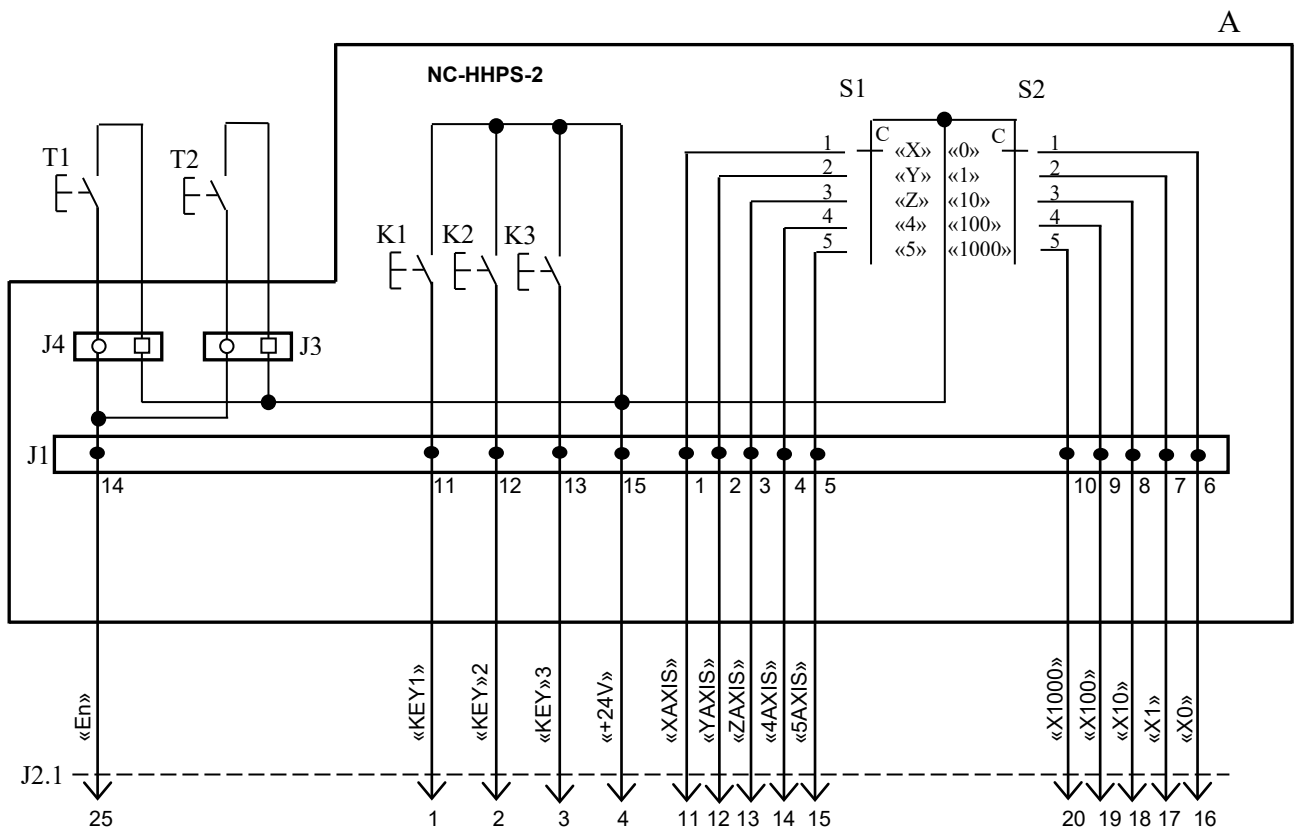 A
NC-HHPS-2
S1 S2
C C
1 «X» «0» 1
2 «Y» «1» 2
3 «Z» «10» 3
4 «4» «100» 4
5 «5» «1000» 5
T1 T2
K1 K2 K3
J4 J3
J1
14 11 12 13 15 1 2 3 4 5 10 9 8 7 6
«En» «KEY1» «KEY»2 «KEY»3 «+24V» «XAXIS» «YAXIS» «ZAXIS» «4AXIS» «5AXIS» «X1000» «X100» «X10» «X1» «X0»
J2.1
25 1 2 3 4 11 12 13 14 15 20 19 18 17 16